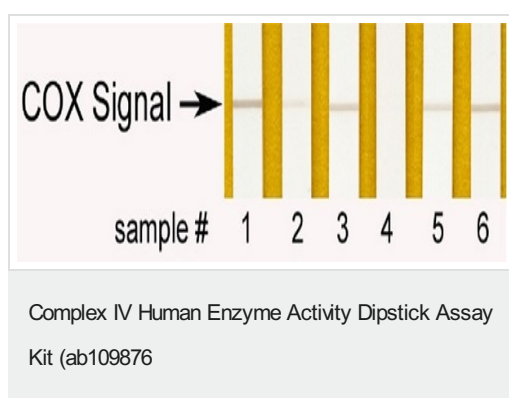 COX Signal
sample # 1 2 3 4 5 6
Complex IV Human Enzyme Activity Dipstick Assay
Kit (ab109876